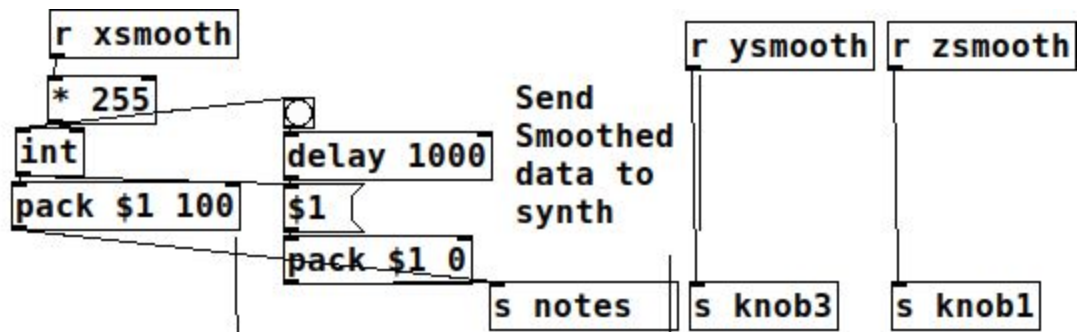 r xsmooth
* 255
int
pack $1 100
delay 1000
$1
pack $1 0
s notes
Send
Smoothed
data to
synth
r ysmooth
s knob3
r zsmooth
s knob1